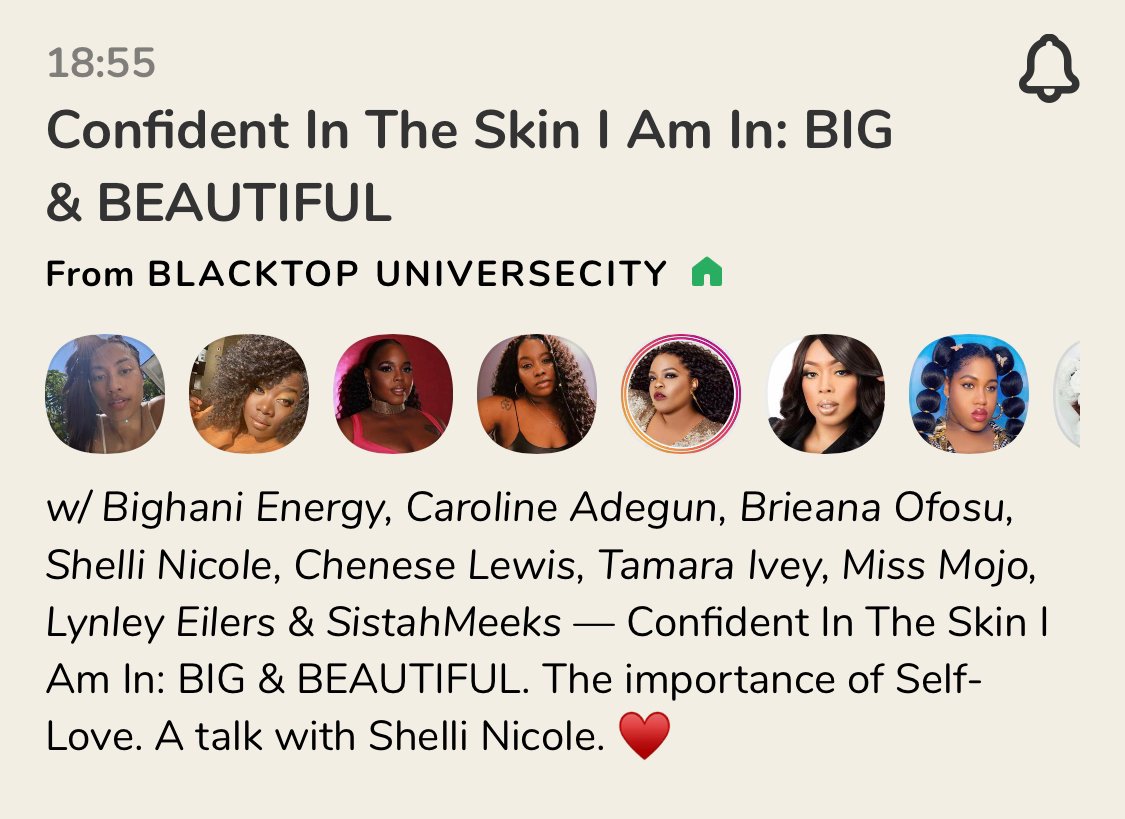 18:55
Confident In The Skin I Am In: BIG
& BEAUTIFUL
From BLACKTOP UNIVERSECITY
w/ Bighani Energy, Caroline Adegun, Brieana Ofosu,
Shelli Nicole, Chenese Lewis, Tamara Ivey, Miss Mojo,
Lynley Eilers & SistahMeeks — Confident In The Skin I
Am In: BIG & BEAUTIFUL. The importance of Self-
Love. A talk with Shelli Nicole. ♥️